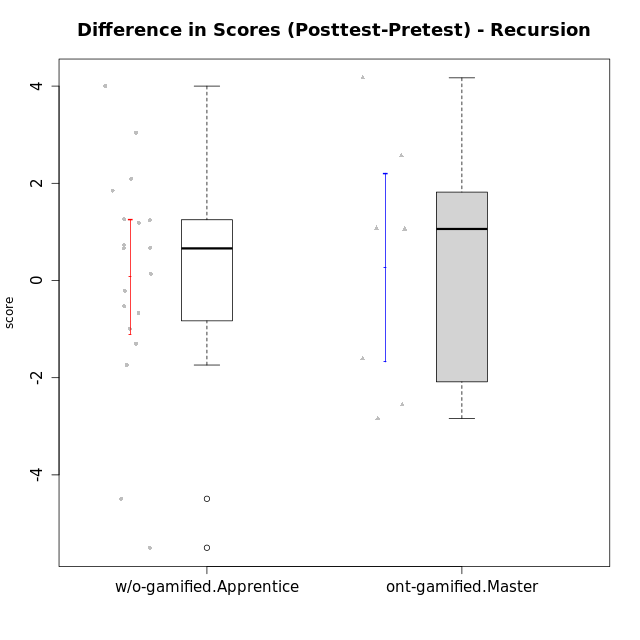 Difference in Scores (Posttest-Pretest) - Recursion
4
2
0
-2
-4
score
w/o-gamified.Apprentice
ont-gamified.Master